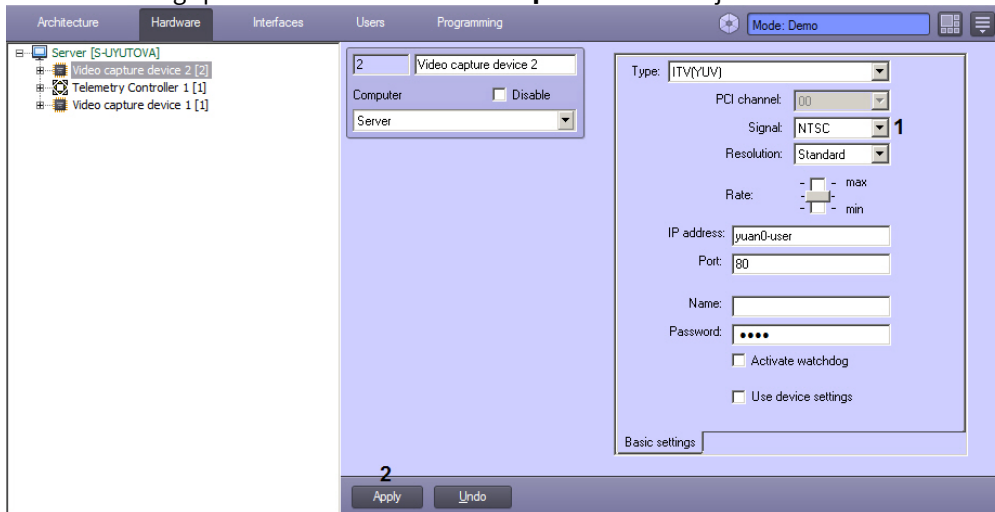 Architecture Hardware Interfaces Users Programming Mode: Demo
Server [S-UYUTOVA]
Video capture device 2 [2]
Telemetry Controller 1 [1]
Video capture device 1 [1]
2 Video capture device 2
Computer Disable
Server
Type: ITV(YUV)
PCI channel: 00
Signal: NTSC 1
Resolution: Standard
Rate: max
min
IP address: yuan0-user
Port: 80
Name:
Password: ••••
Activate watchdog
Use device settings
Basic settings
2
Apply Undo